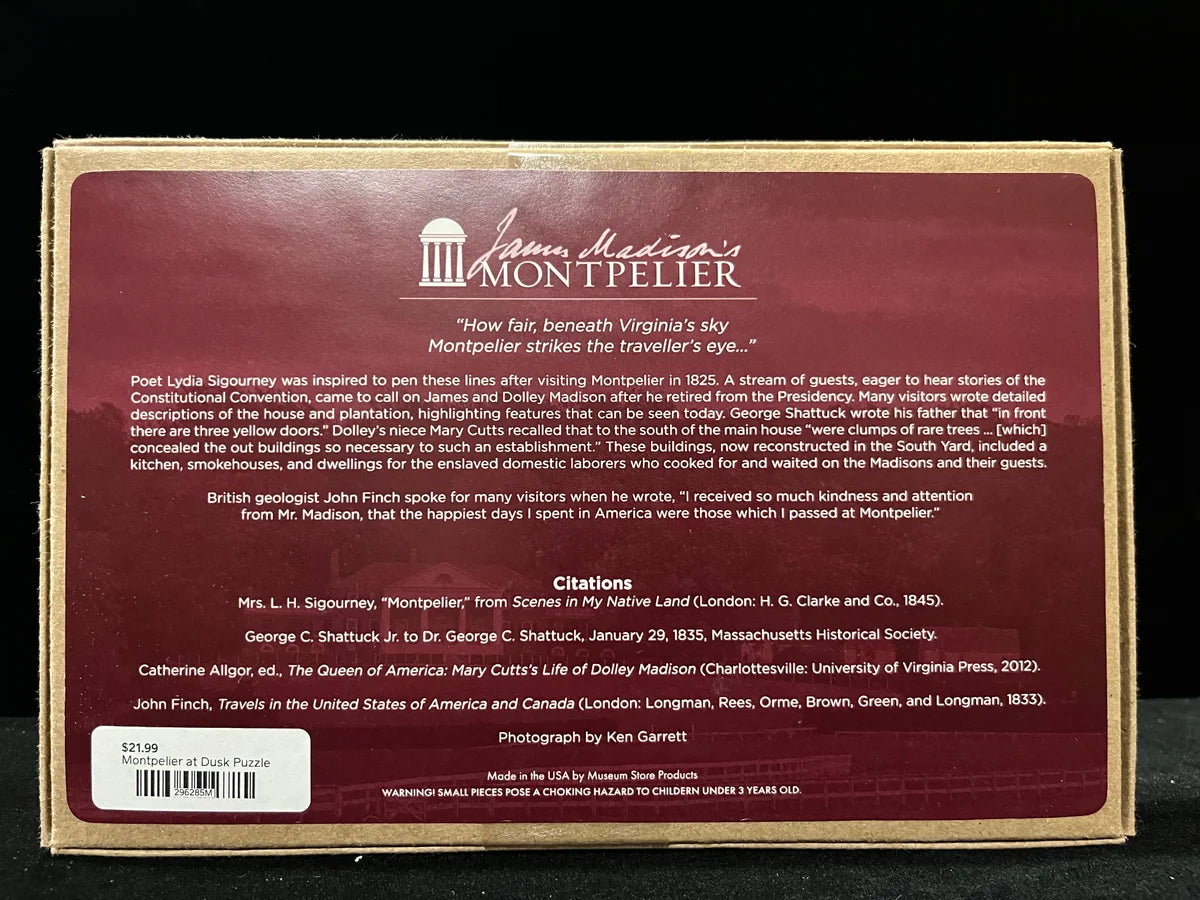 James Madison's
MONTPELIER
“How fair, beneath Virginia’s sky
Montpelier strikes the traveller’s eye...”
Poet Lydia Sigourney was inspired to pen these lines after visiting Montpelier in 1825. A stream of guests, eager to hear stories of the
Constitutional Convention, came to call on James and Dolley Madison after he retired from the Presidency. Many visitors wrote detailed
descriptions of the house and plantation, highlighting features that can be seen today. George Shattuck wrote his father that “in front
there are three yellow doors.” Dolley’s niece Mary Cutts recalled that to the south of the main house “were clumps of rare trees ... [which]
concealed the out buildings so necessary to such an establishment.” These buildings, now reconstructed in the South Yard, included a
kitchen, smokehouses, and dwellings for the enslaved domestic laborers who cooked for and waited on the Madisons and their guests.
British geologist John Finch spoke for many visitors when he wrote, “I received so much kindness and attention
from Mr. Madison, that the happiest days I spent in America were those which I passed at Montpelier.”
Citations
Mrs. L. H. Sigourney, “Montpelier,” from Scenes in My Native Land (London: H. G. Clarke and Co., 1845).
George C. Shattuck Jr. to Dr. George C. Shattuck, January 29, 1835, Massachusetts Historical Society.
Catherine Allgor, ed., The Queen of America: Mary Cutts’s Life of Dolley Madison (Charlottesville: University of Virginia Press, 2012).
John Finch, Travels in the United States of America and Canada (London: Longman, Rees, Orme, Brown, Green, and Longman, 1833).
Photograph by Ken Garrett
Made in the USA by Museum Store Products
WARNING! SMALL PIECES POSE A CHOKING HAZARD TO CHILDERN UNDER 3 YEARS OLD.
$21.99
Montpelier at Dusk Puzzle
296285M